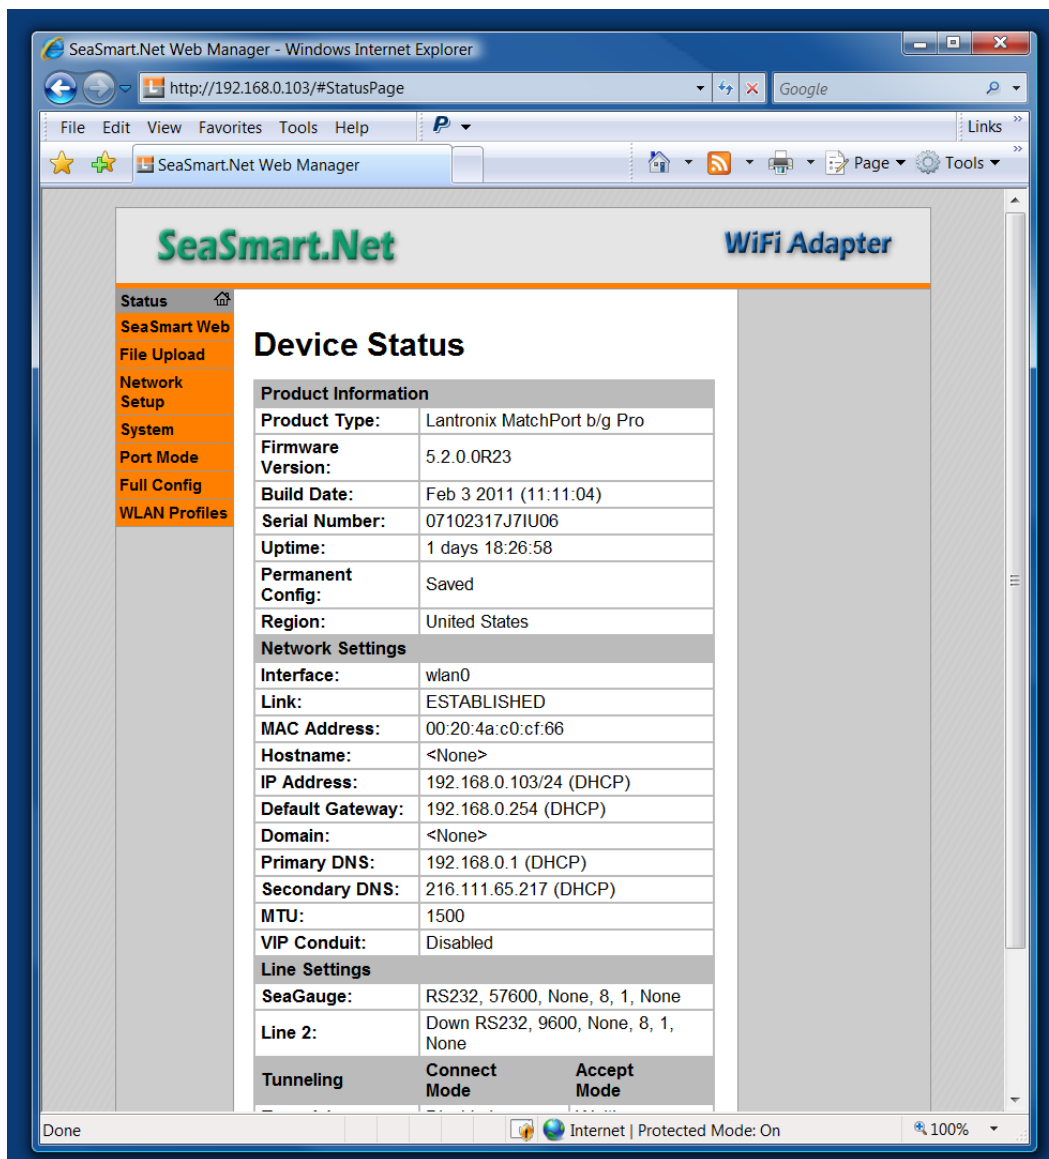 SeaSmart.Net Web Manager - Windows Internet Explorer
http://192.168.0.103/#StatusPage
Google
File Edit View Favorites Tools Help
Links
SeaSmart.Net Web Manager
Page
Tools
SeaSmart.Net
WiFi Adapter
Status
SeaSmart Web
File Upload
Network
Setup
System
Port Mode
Full Config
WLAN Profiles
Device Status
Product Information
Product Type: Lantronix MatchPort b/g Pro
Firmware
Version: 5.2.0.0R23
Build Date: Feb 3 2011 (11:11:04)
Serial Number: 07102317J7IU06
Uptime: 1 days 18:26:58
Permanent
Config: Saved
Region: United States
Network Settings
Interface: wlan0
Link: ESTABLISHED
MAC Address: 00:20:4a:c0:cf:66
Hostname: <None>
IP Address: 192.168.0.103/24 (DHCP)
Default Gateway: 192.168.0.254 (DHCP)
Domain: <None>
Primary DNS: 192.168.0.1 (DHCP)
Secondary DNS: 216.111.65.217 (DHCP)
MTU: 1500
VIP Conduit: Disabled
Line Settings
SeaGauge: RS232, 57600, None, 8, 1, None
Line 2: Down RS232, 9600, None, 8, 1,
None
Tunneling
Connect
Mode
Accept
Mode
Done
Internet | Protected Mode: On
100%